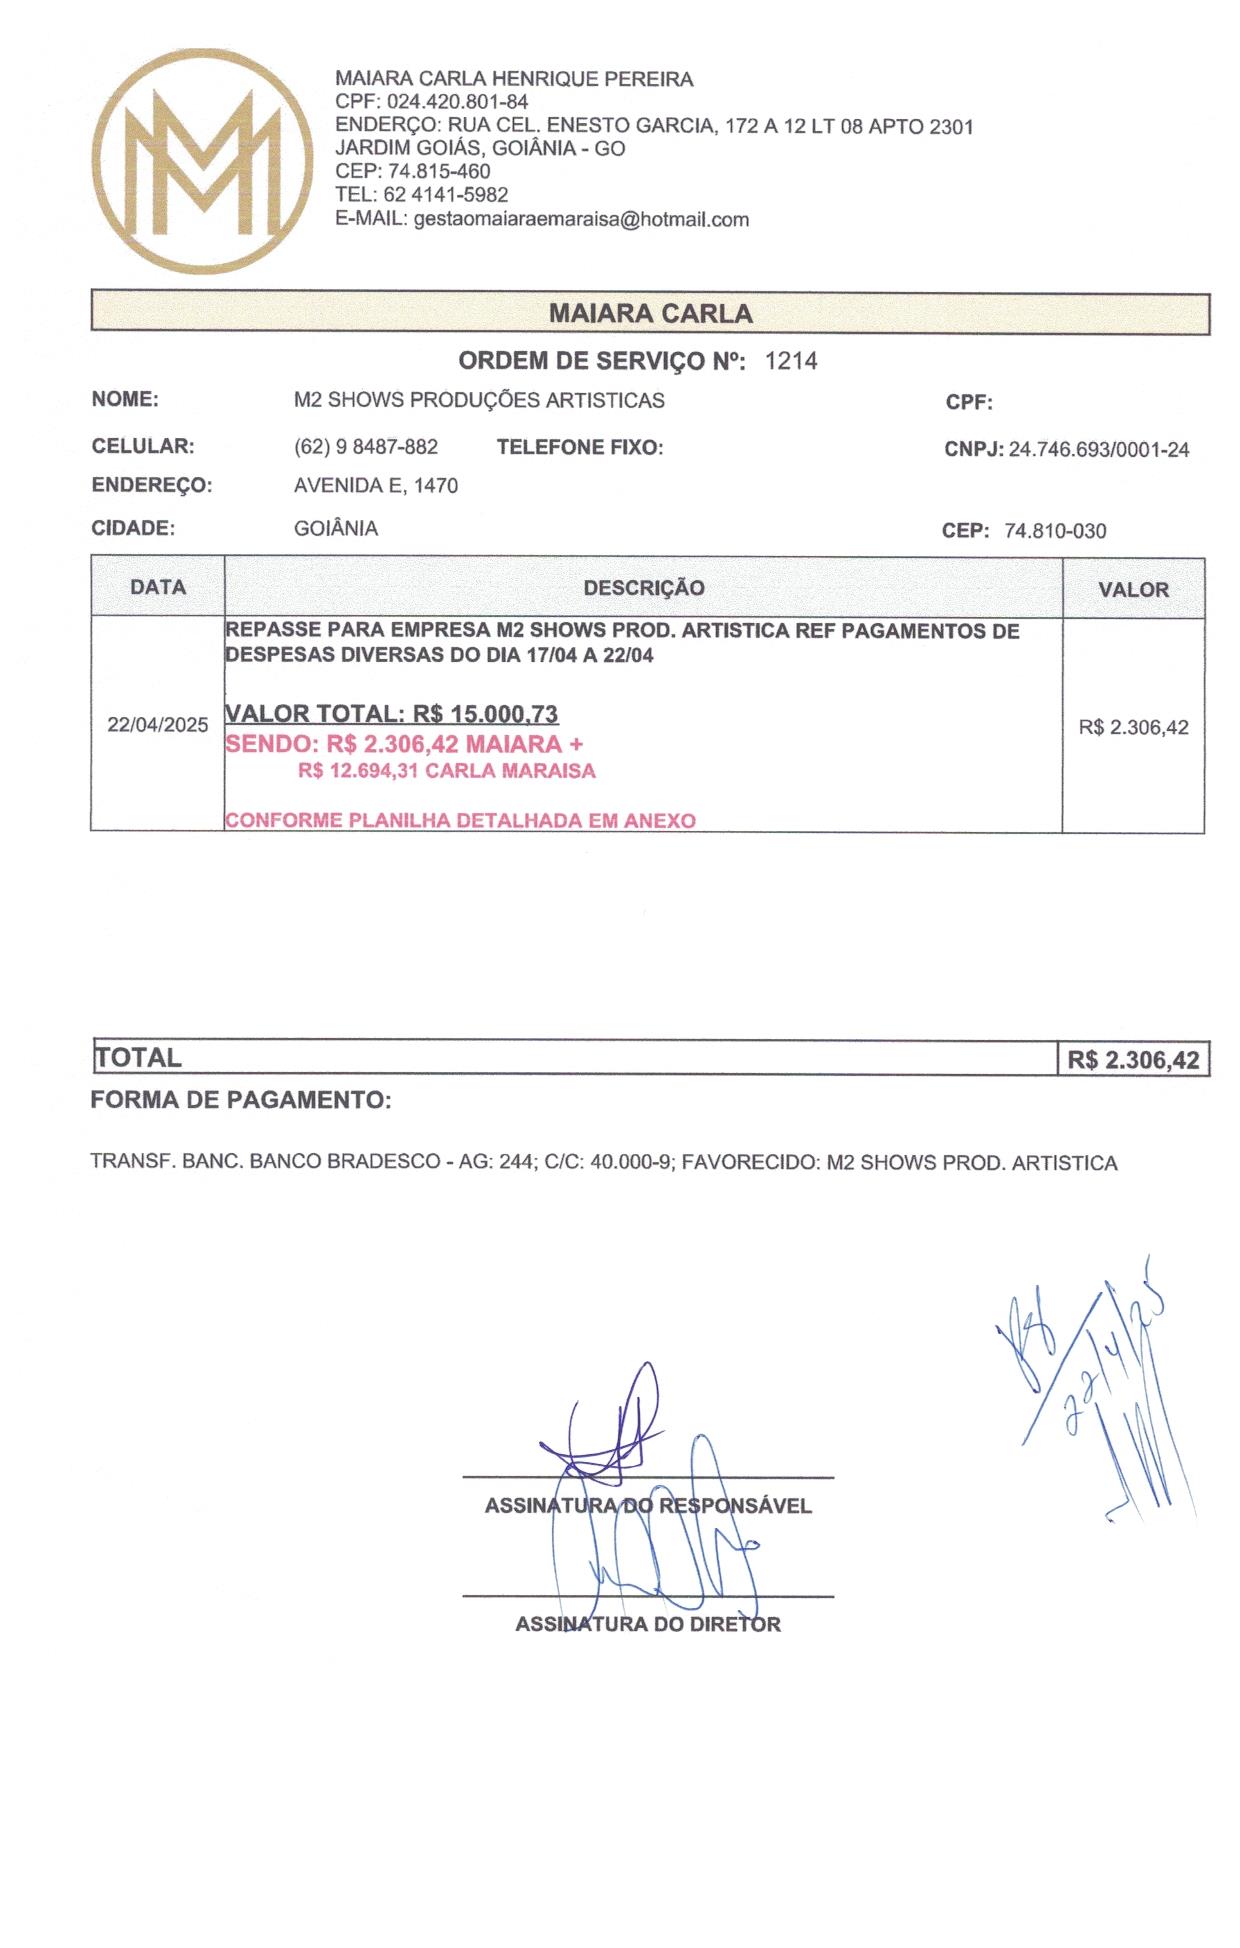 MAIARA CARLA HENRIQUE PEREIRA
CPF: 024.420.801-84
ENDERÇO: RUA CEL. ENESTO GARCIA, 172 A 12 LT 08 APTO 2301
JARDIM GOIÁS, GOIÂNIA - GO
CEP: 74.815-460
TEL: 62 4141-5982
E-MAIL: gestaomaiaraemaraisa@hotmail.com
MAIARA CARLA
ORDEM DE SERVIÇO Nº: 1214
NOME: M2 SHOWS PRODUÇÕES ARTISTICAS CPF:
CELULAR: (62) 9 8487-882 TELEFONE FIXO: CNPJ: 24.746.693/0001-24
ENDEREÇO: AVENIDA E, 1470
CIDADE: GOIÂNIA CEP: 74.810-030
DATA DESCRIÇÃO VALOR
REPASSE PARA EMPRESA M2 SHOWS PROD. ARTISTICA REF PAGAMENTOS DE
DESPESAS DIVERSAS DO DIA 17/04 A 22/04
VALOR TOTAL: R$ 15.000,73
22/04/2025 R$ 2.306,42
SENDO: R$ 2.306,42 MAIARA +
R$ 12.694,31 CARLA MARAISA
CONFORME PLANILHA DETALHADA EM ANEXO
TOTAL R$ 2.306,42
FORMA DE PAGAMENTO:
TRANSF. BANC. BANCO BRADESCO - AG: 244; C/C: 40.000-9; FAVORECIDO: M2 SHOWS PROD. ARTISTICA
22/4/25
ASSINATURA DO RESPONSÁVEL
ASSINATURA DO DIRETOR